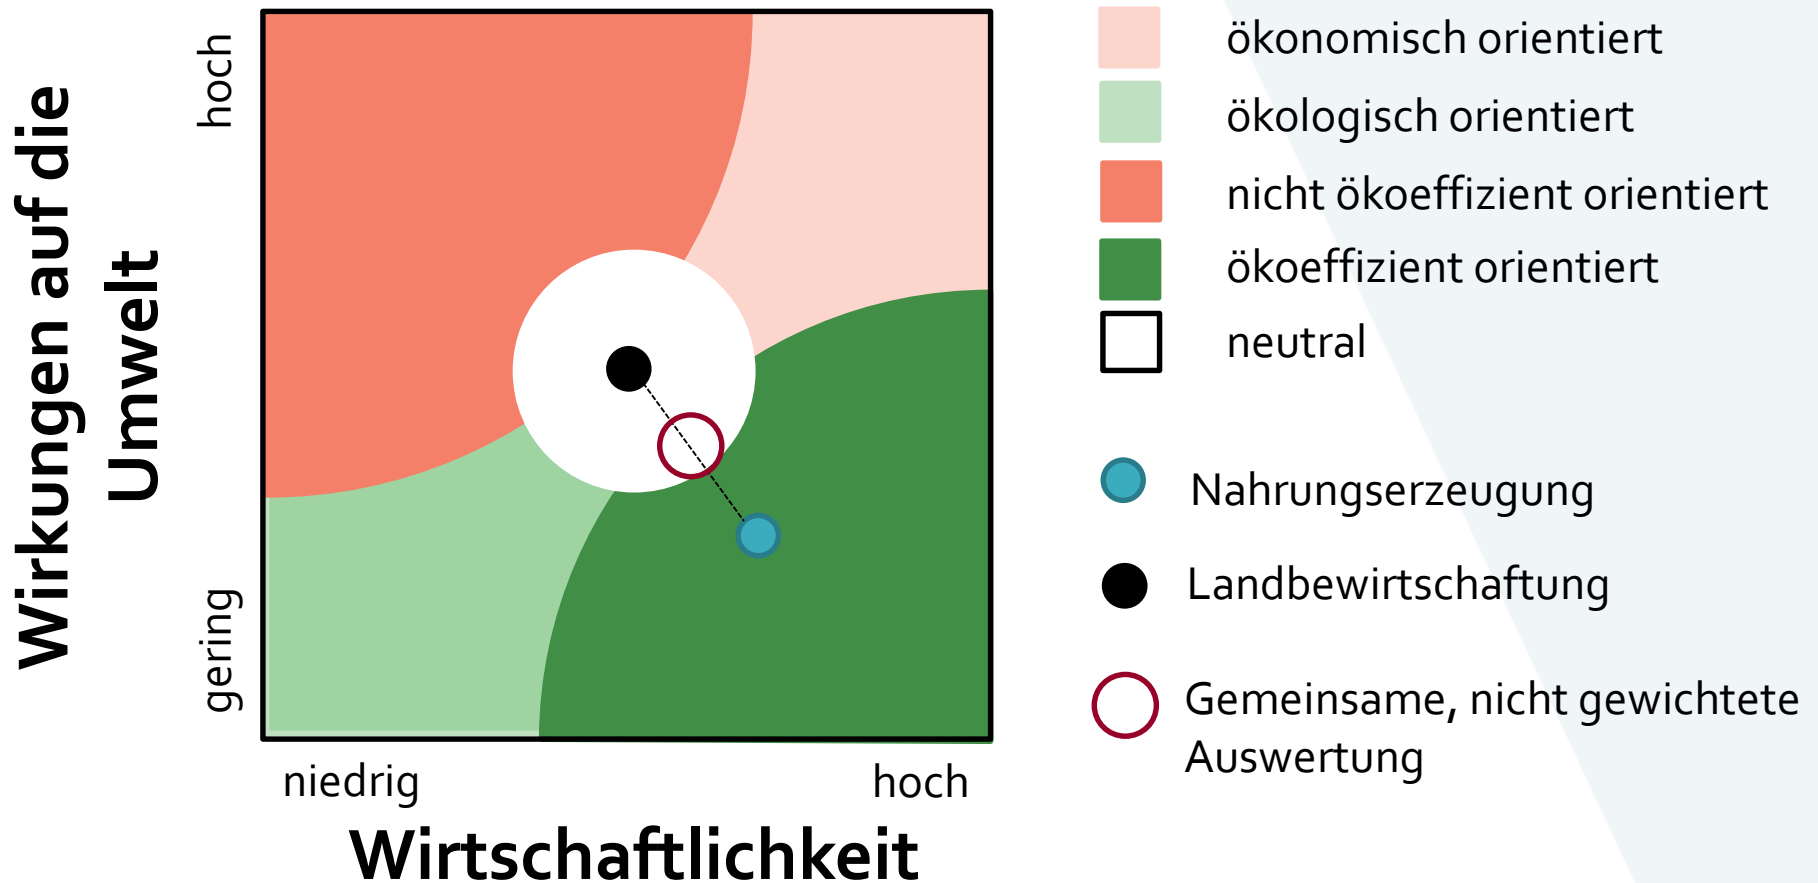 Wirkungen auf die
Umwelt
hoch
gering
niedrig
hoch
Wirtschaftlichkeit
ökonomisch orientiert
ökologisch orientiert
nicht ökoeffizient orientiert
ökoeffizient orientiert
neutral
Nahrungserzeugung
Landbewirtschaftung
Gemeinsame, nicht gewichtete
Auswertung